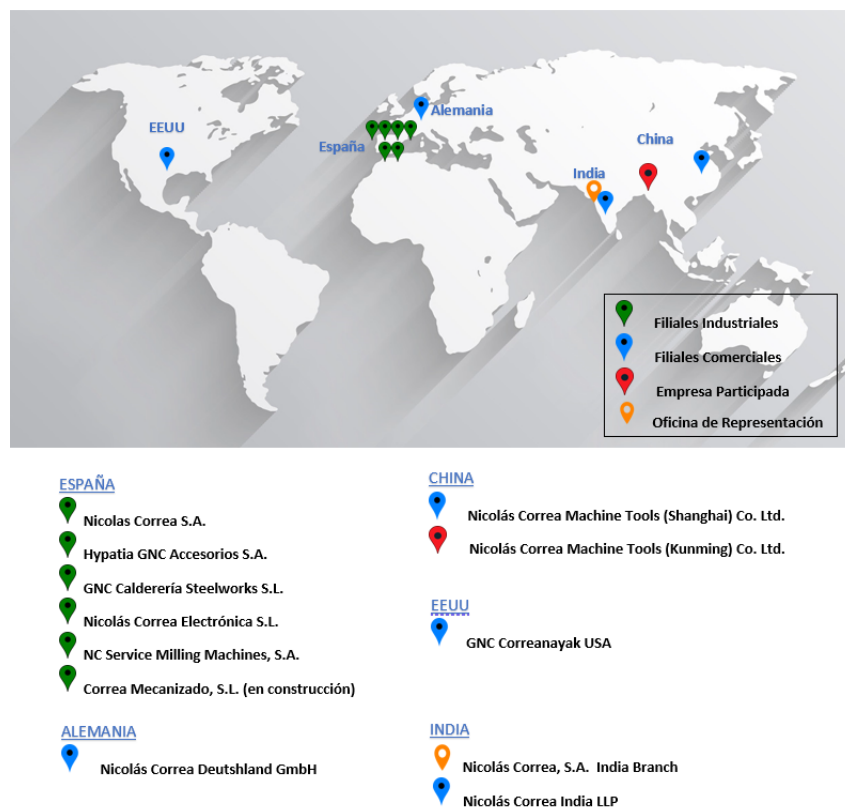 EEUU
Alemania
España
China
India
Filiales Industriales
Filiales Comerciales
Empresa Participada
Oficina de Representación
ESPAÑA
Nicolas Correa S.A.
Hypatia GNC Accesorios S.A.
GNC Calderería Steelworks S.L.
Nicolás Correa Electrónica S.L.
NC Service Milling Machines, S.A.
Correa Mecanizado, S.L. (en construcción)
ALEMANIA
Nicolás Correa Deutshland GmbH
CHINA
Nicolás Correa Machine Tools (Shanghai) Co. Ltd.
Nicolás Correa Machine Tools (Kunming) Co. Ltd.
EEUU
GNC Correanayak USA
INDIA
Nicolás Correa, S.A. India Branch
Nicolás Correa India LLP